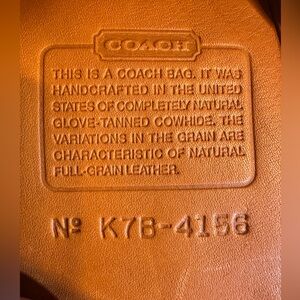 COACH
THIS IS A COACH BAG. IT WAS
HANDCRAFTED IN THE UNITED
STATES OF COMPLETELY NATURAL
GLOVE-TANNED COWHIDE. THE
VARIATIONS IN THE GRAIN ARE
CHARACTERISTIC OF NATURAL
FULL-GRAIN LEATHER.
Nº K7B-4156